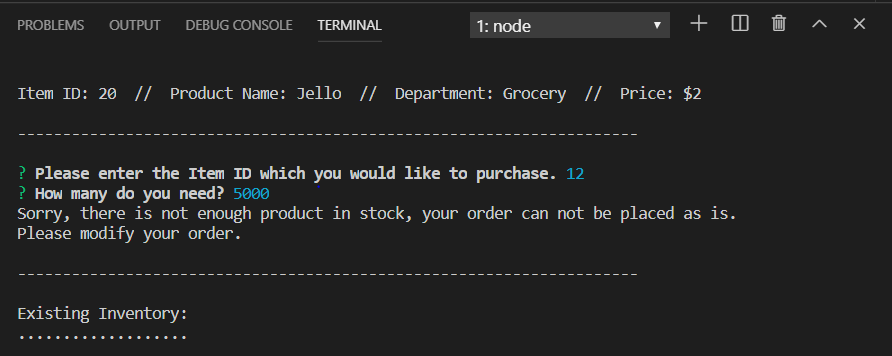 PROBLEMS OUTPUT DEBUG CONSOLE TERMINAL 1: node
Item ID: 20  //  Product Name: Jello  //  Department: Grocery  //  Price: $2
---------------------------------------------------------------------
? Please enter the Item ID which you would like to purchase. 12
? How many do you need? 5000
Sorry, there is not enough product in stock, your order can not be placed as is.
Please modify your order.
---------------------------------------------------------------------
Existing Inventory:
...................